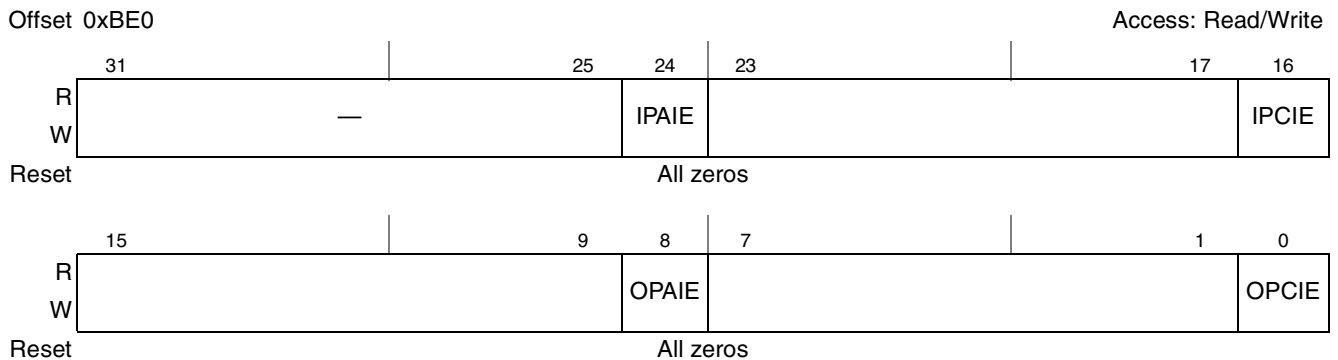 Offset 0xBE0 Access: Read/Write
31 25 24 23 17 16
R
W
— IPAIE IPCIE
Reset All zeros
15 9 8 7 1 0
R
W
OPAIE OPCIE
Reset All zeros